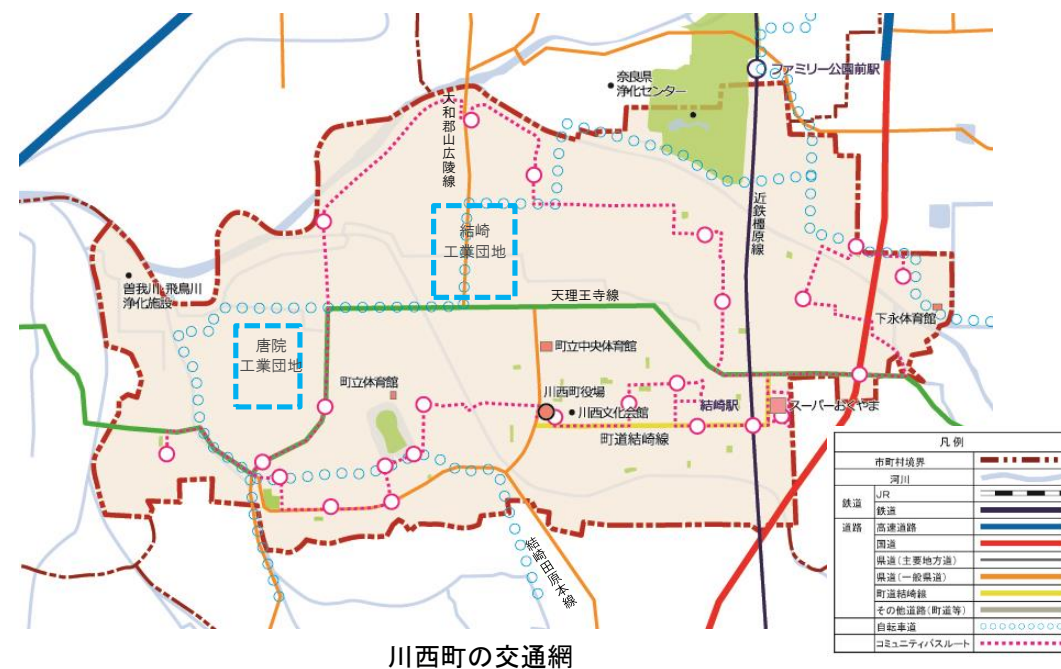 ファミリー公園前駅
奈良県
浄化センター
大和郡山広陵線
近鉄橿原線
結崎
工業団地
曽我川・飛鳥川
浄化施設
天理王寺線
下永体育館
唐院
工業団地
町立中央体育館
町立体育館
川西町役場
川西文化会館
結崎駅
スーパーおくやま
町道結崎線
結崎田原本線
凡例
市町村境界
河川
鉄道
JR
鉄道
道路
高速道路
国道
県道(主要地方道)
県道(一般県道)
町道結崎線
その他道路(町道等)
自転車道
コミュニティバスルート
川西町の交通網